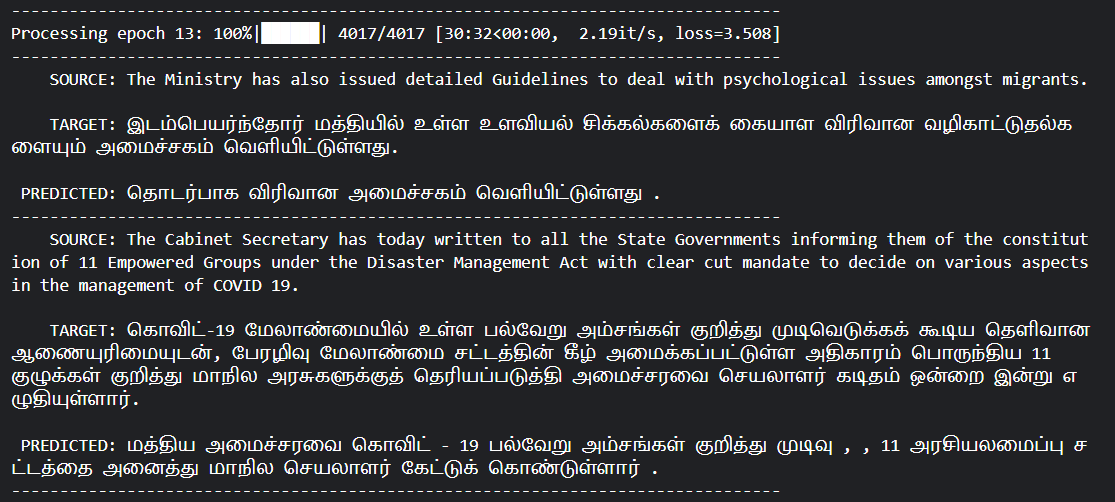 --------------------------------------------------------------------------------
Processing epoch 13: 100%|██████| 4017/4017 [30:32<00:00,  2.19it/s, loss=3.508]
--------------------------------------------------------------------------------
SOURCE: The Ministry has also issued detailed Guidelines to deal with psychological issues amongst migrants.
TARGET: இடம்பெயர்ந்தோர் மத்தியில் உள்ள உளவியல் சிக்கல்களைக் கையாள விரிவான வழிகாட்டுதல்க
ளையும் அமைச்சகம் வெளியிட்டுள்ளது.
PREDICTED: தொடர்பாக விரிவான அமைச்சகம் வெளியிட்டுள்ளது .
--------------------------------------------------------------------------------
SOURCE: The Cabinet Secretary has today written to all the State Governments informing them of the constitut
ion of 11 Empowered Groups under the Disaster Management Act with clear cut mandate to decide on various aspects
in the management of COVID 19.
TARGET: கொவிட்-19 மேலாண்மையில் உள்ள பல்வேறு அம்சங்கள் குறித்து முடிவெடுக்கக் கூடிய தெளிவான
ஆணையுரிமையுடன், பேரழிவு மேலாண்மை சட்டத்தின் கீழ் அமைக்கப்பட்டுள்ள அதிகாரம் பொருந்திய 11
குழுக்கள் குறித்து மாநில அரசுகளுக்குத் தெரியப்படுத்தி அமைச்சரவை செயலாளர் கடிதம் ஒன்றை இன்று எ
ழுதியுள்ளார்.
PREDICTED: மத்திய அமைச்சரவை கொவிட் - 19 பல்வேறு அம்சங்கள் குறித்து முடிவு , , 11 அரசியலமைப்பு ச
ட்டத்தை அனைத்து மாநில செயலாளர் கேட்டுக் கொண்டுள்ளார் .
--------------------------------------------------------------------------------